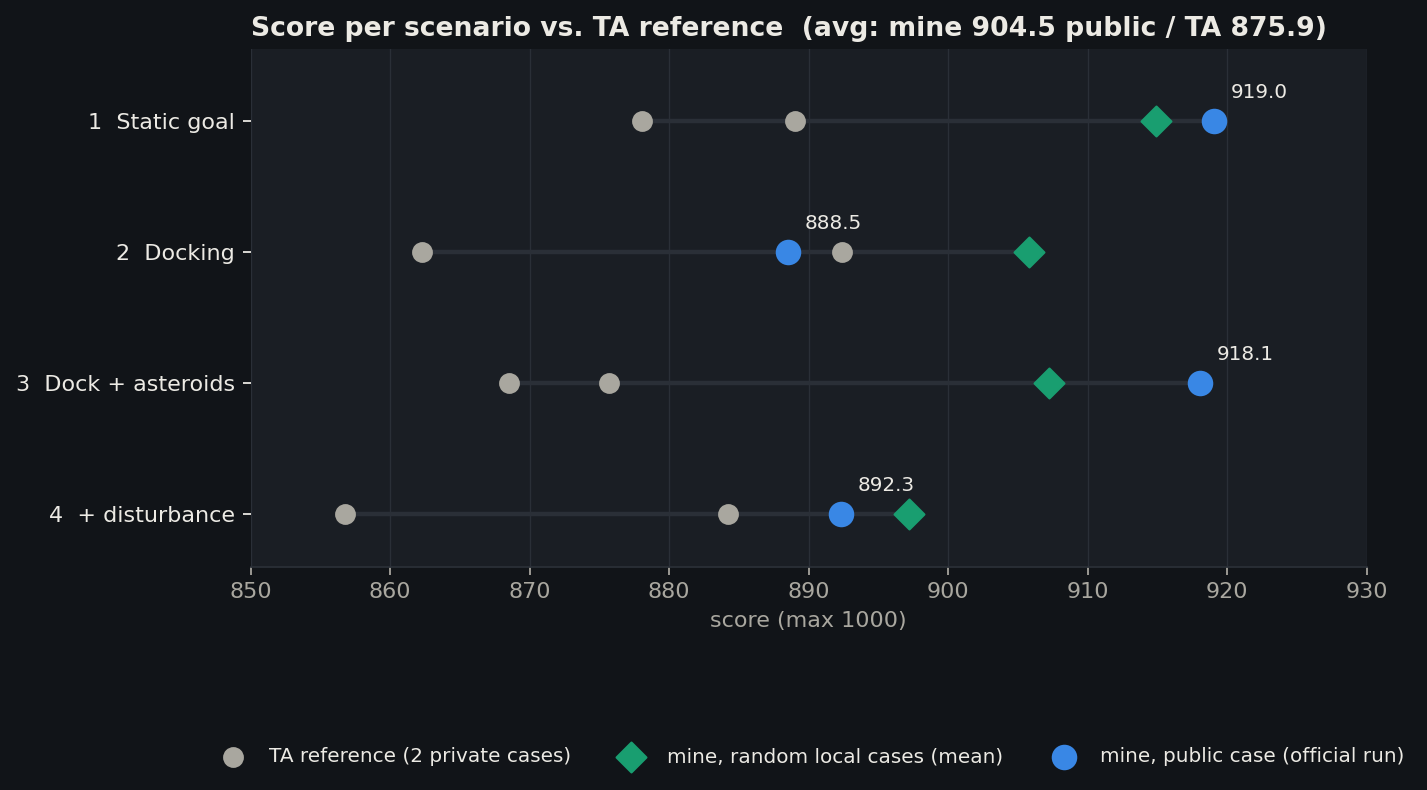 Score per scenario vs. TA reference  (avg: mine 904.5 public / TA 875.9)
919.0
1  Static goal
888.5
2  Docking
918.1
3  Dock + asteroids
892.3
4  + disturbance
850 860 870 880 890 900 910 920 930
score (max 1000)
TA reference (2 private cases) mine, random local cases (mean) mine, public case (official run)